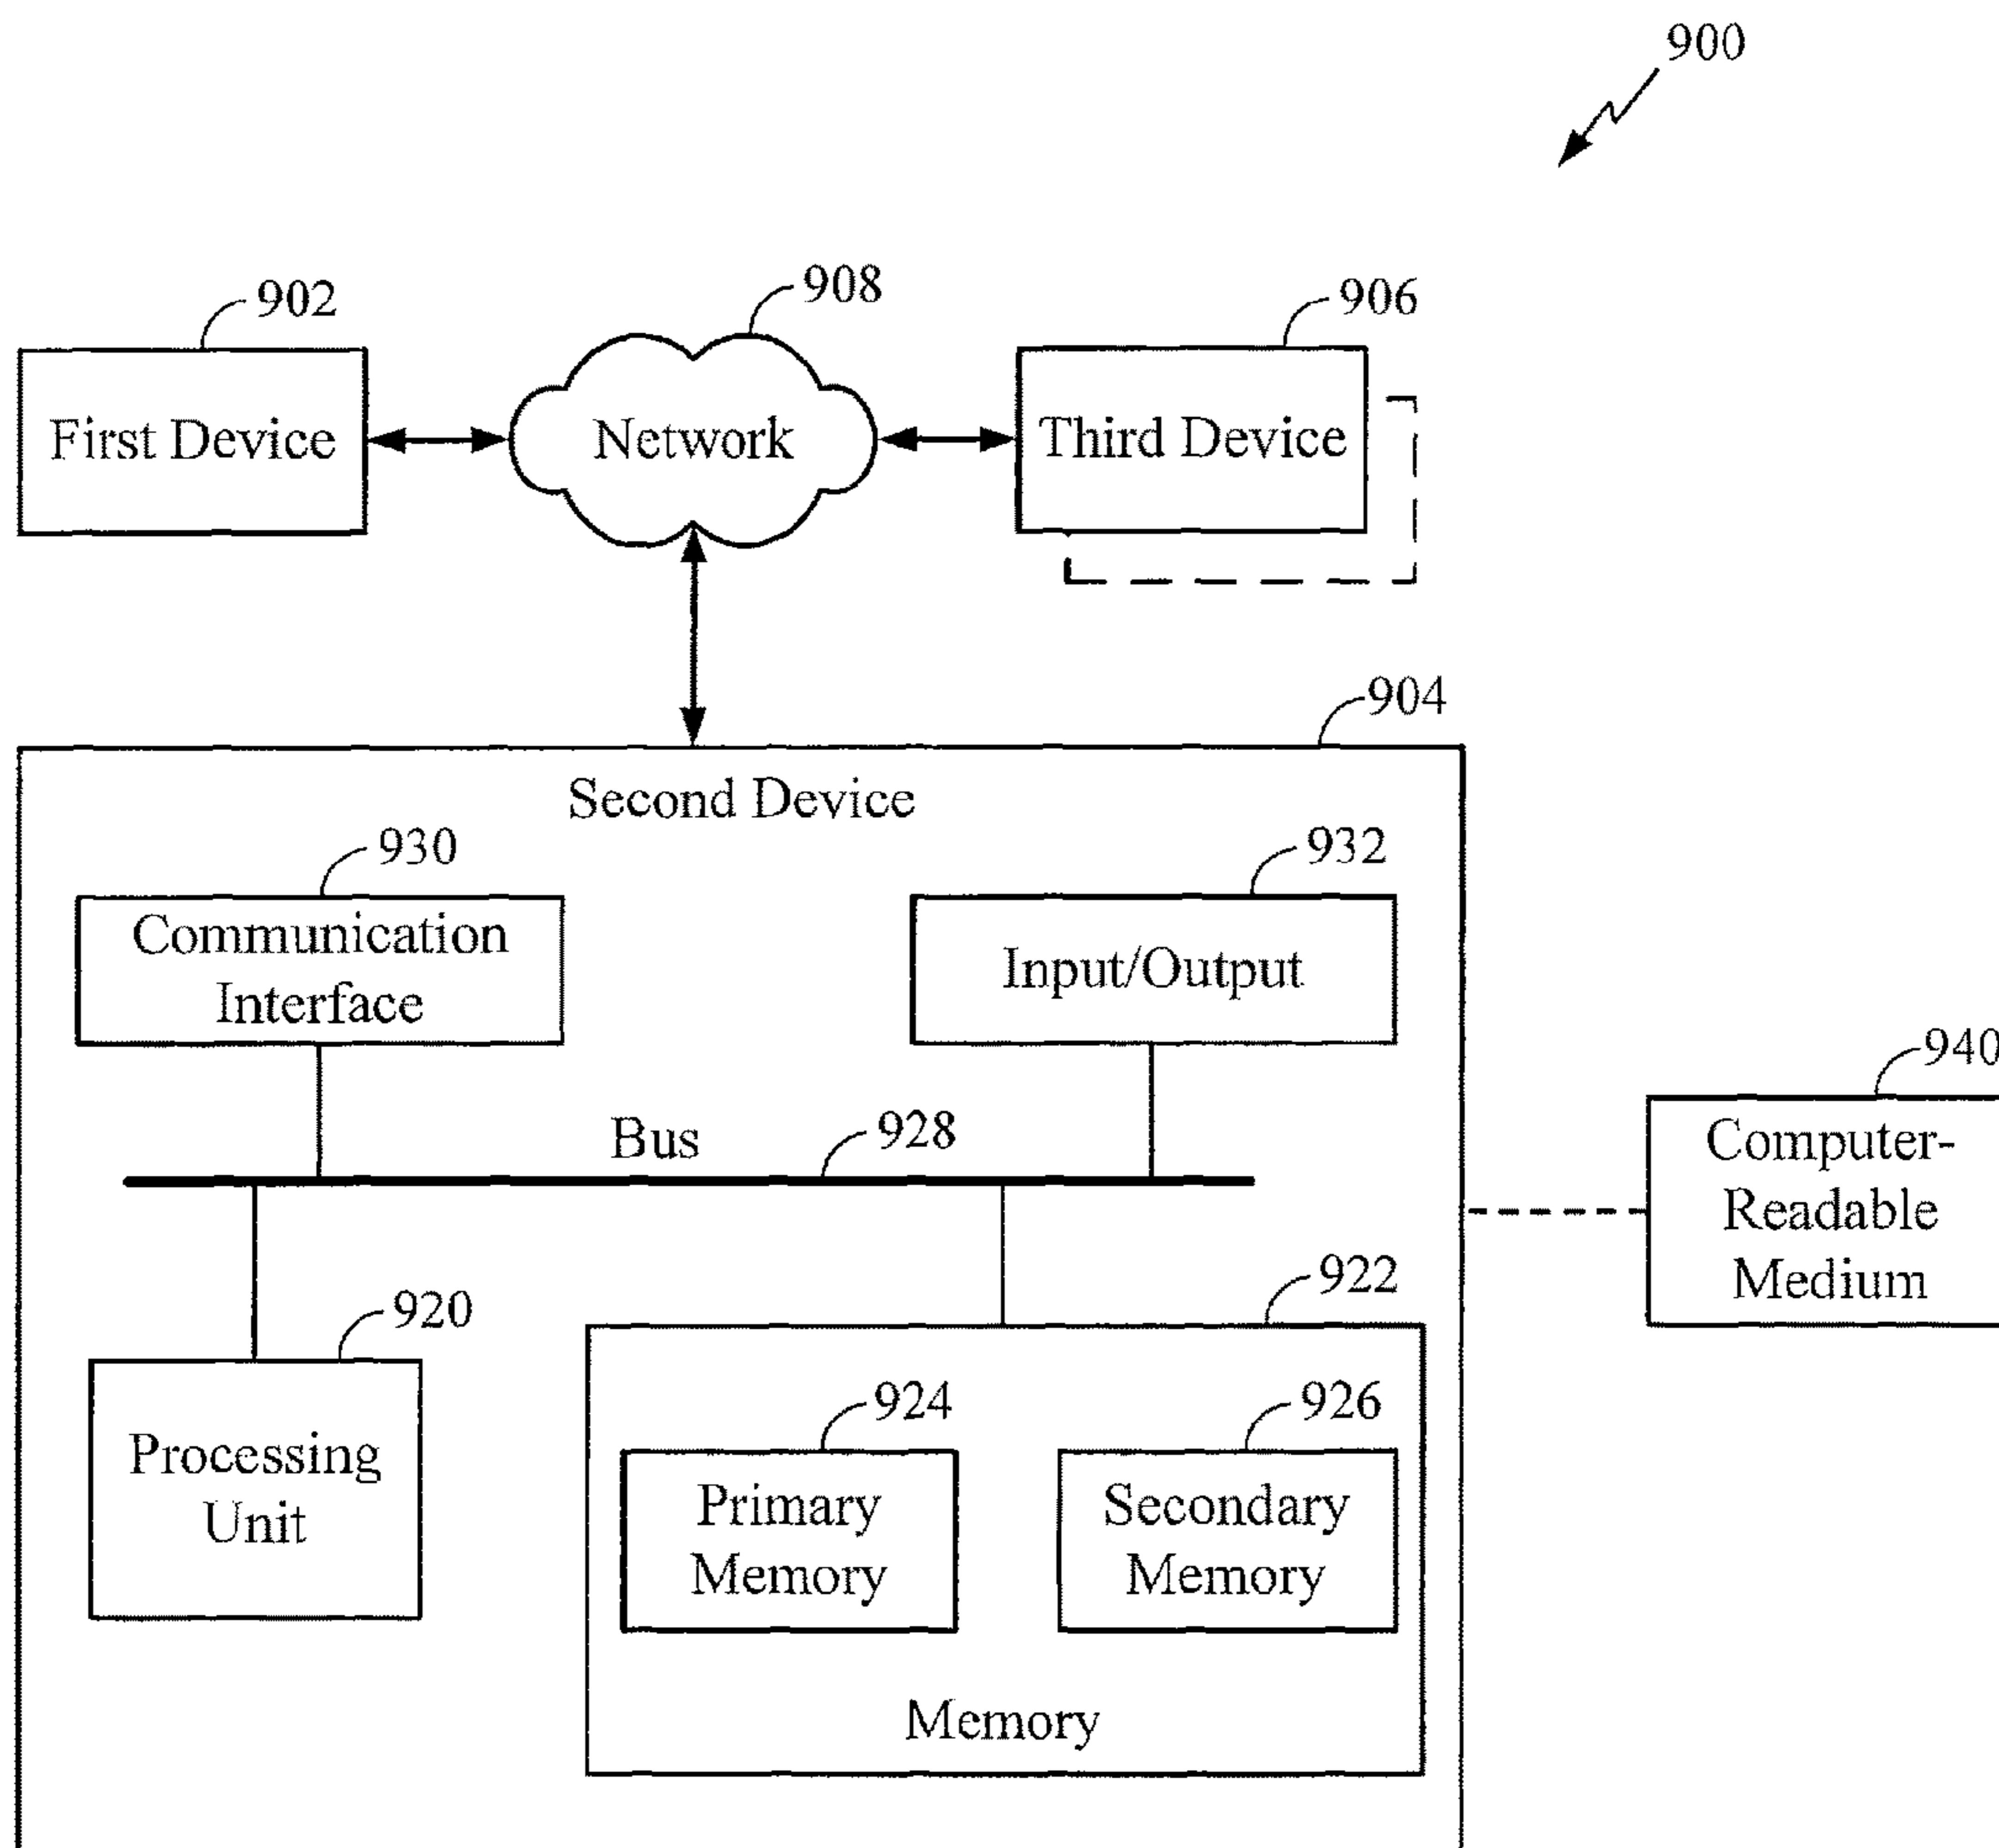 900
902
908
906
First Device
Network
Third Device
904
Second Device
930
932
Communication
Interface
Input/Output
940
Computer-
Readable
Medium
Bus
928
922
920
924
926
Processing
Unit
Primary
Memory
Secondary
Memory
Memory